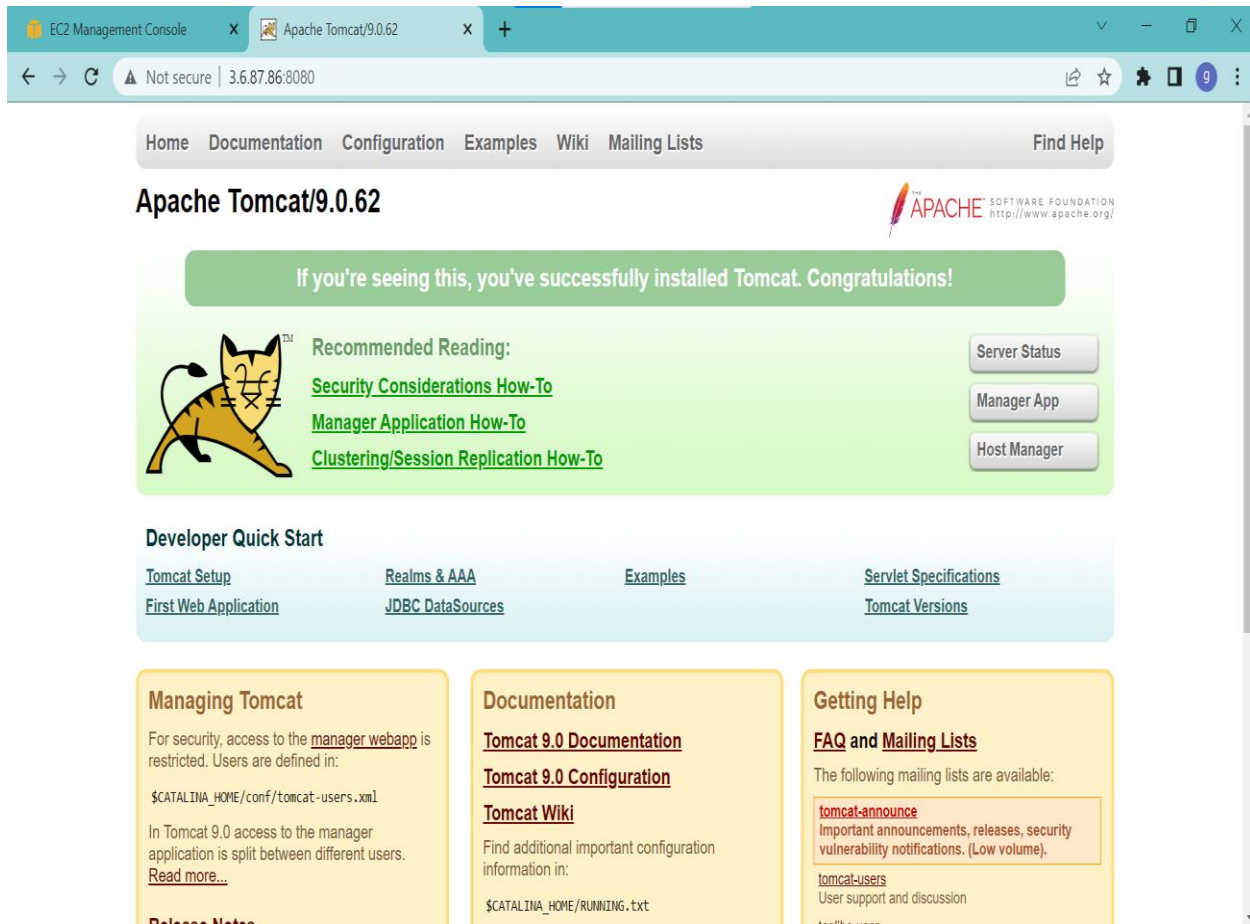 EC2 Management Console
Apache Tomcat/9.0.62
Not secure | 3.6.87.86:8080
g
Home Documentation Configuration Examples Wiki Mailing Lists Find Help
Apache Tomcat/9.0.62
THE
APACHE SOFTWARE FOUNDATION
http://www.apache.org/
If you're seeing this, you've successfully installed Tomcat. Congratulations!
TM
Recommended Reading:
Security Considerations How-To
Manager Application How-To
Clustering/Session Replication How-To
Server Status
Manager App
Host Manager
Developer Quick Start
Tomcat Setup
First Web Application
Realms & AAA
JDBC DataSources
Examples
Servlet Specifications
Tomcat Versions
Managing Tomcat
For security, access to the manager webapp is
restricted. Users are defined in:
$CATALINA_HOME/conf/tomcat-users.xml
In Tomcat 9.0 access to the manager
application is split between different users.
Read more...
Release Notes
Documentation
Tomcat 9.0 Documentation
Tomcat 9.0 Configuration
Tomcat Wiki
Find additional important configuration
information in:
$CATALINA_HOME/RUNNING.txt
Getting Help
FAQ and Mailing Lists
The following mailing lists are available:
tomcat-announce
Important announcements, releases, security
vulnerability notifications. (Low volume).
tomcat-users
User support and discussion